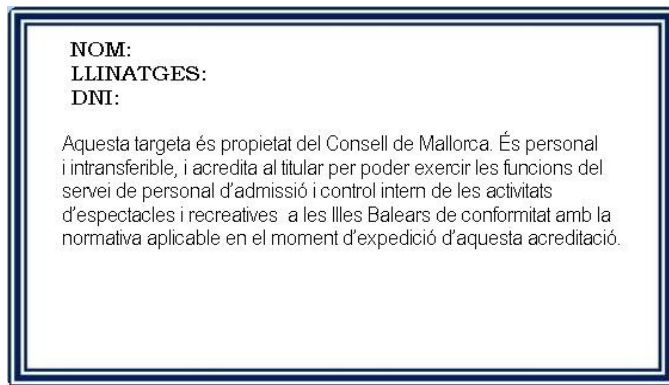 NOM:
LLINATGES:
DNI:
Aquesta targeta és propietat del Consell de Mallorca. És personal
i intransferible, i acredita al titular per poder exercir les funcions del
servei de personal d'admissió i control intern de les activitats
d'espectacles i recreatives a les Illes Balears de conformitat amb la
normativa aplicable en el moment d'expedició d'aquesta acreditació.